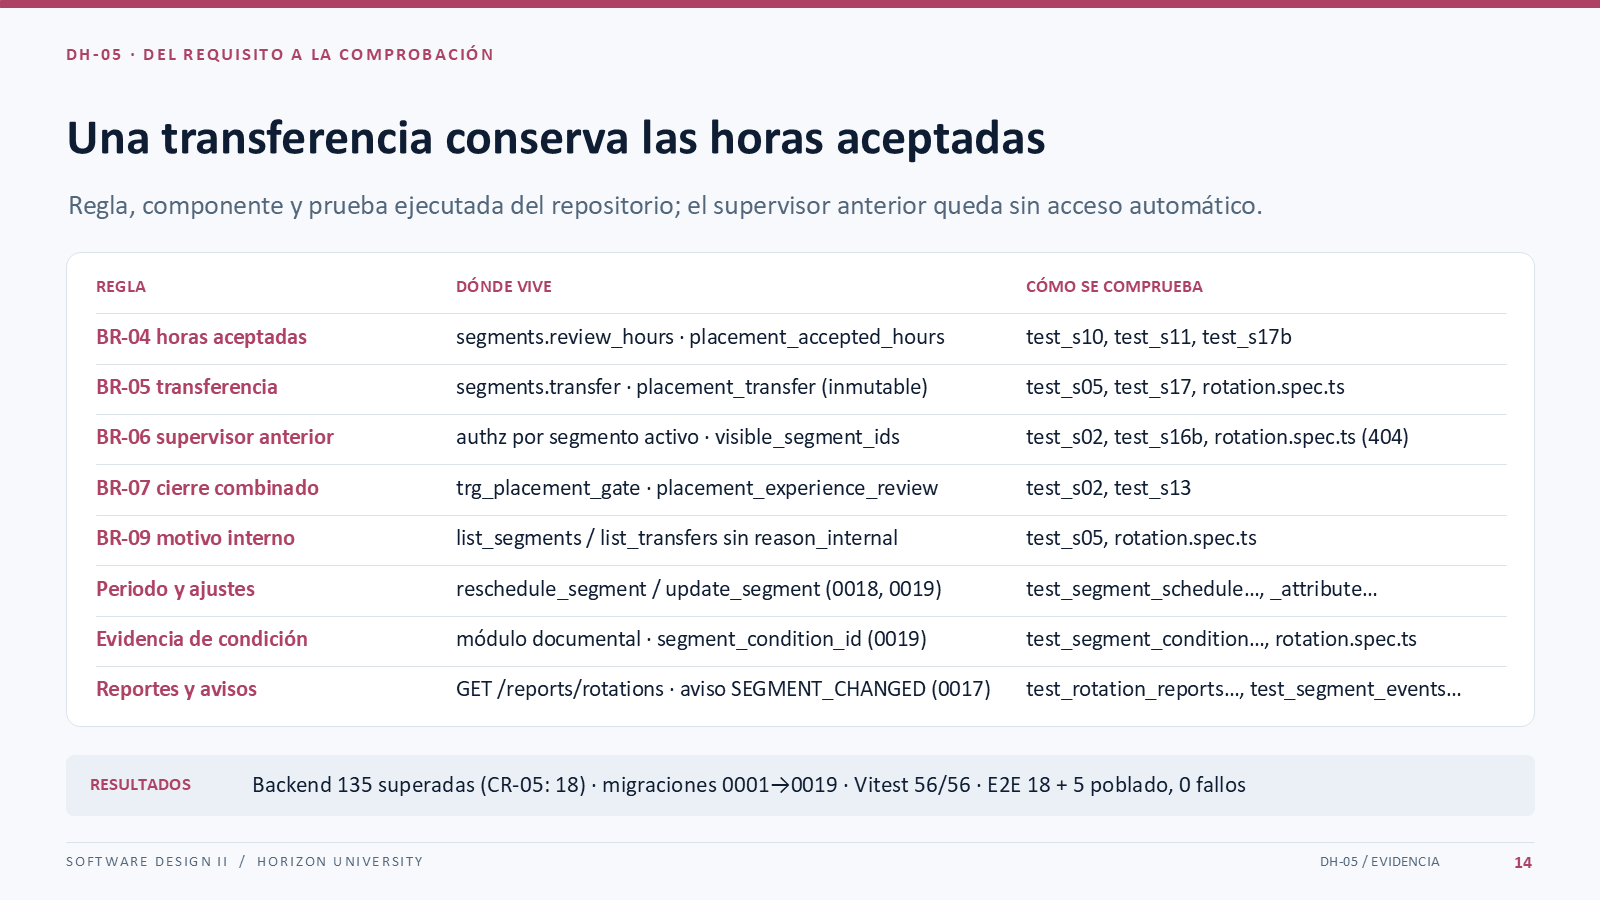 DH-05 · DEL REQUISITO A LA COMPROBACIÓN
Una transferencia conserva las horas aceptadas
Regla, componente y prueba ejecutada del repositorio; el supervisor anterior queda sin acceso automático.
REGLA DÓNDE VIVE CÓMO SE COMPRUEBA
BR-04 horas aceptadas segments.review_hours · placement_accepted_hours test_s10, test_s11, test_s17b
BR-05 transferencia segments.transfer · placement_transfer (inmutable) test_s05, test_s17, rotation.spec.ts
BR-06 supervisor anterior authz por segmento activo · visible_segment_ids test_s02, test_s16b, rotation.spec.ts (404)
BR-07 cierre combinado trg_placement_gate · placement_experience_review test_s02, test_s13
BR-09 motivo interno list_segments / list_transfers sin reason_internal test_s05, rotation.spec.ts
Periodo y ajustes reschedule_segment / update_segment (0018, 0019) test_segment_schedule…, _attribute…
Evidencia de condición módulo documental · segment_condition_id (0019) test_segment_condition…, rotation.spec.ts
Reportes y avisos GET /reports/rotations · aviso SEGMENT_CHANGED (0017) test_rotation_reports…, test_segment_events…
RESULTADOS Backend 135 superadas (CR-05: 18) · migraciones 0001→0019 · Vitest 56/56 · E2E 18 + 5 poblado, 0 fallos
SOFTWARE DESIGN II / HORIZON UNIVERSITY DH-05 / EVIDENCIA 14